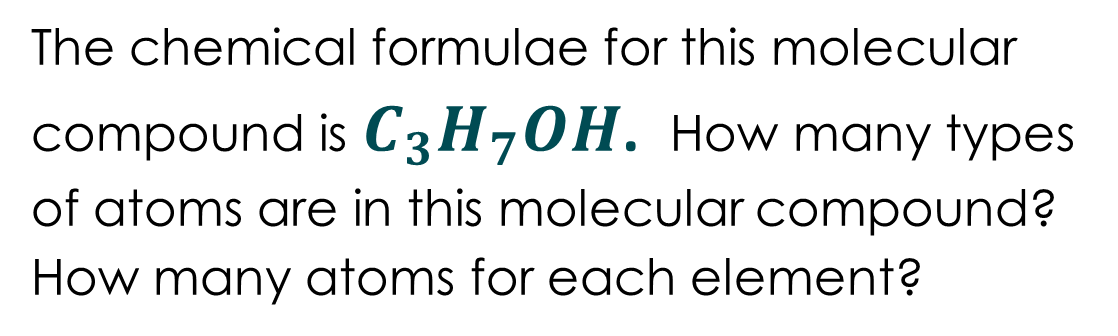 The chemical formulae for this molecular
compound is C₃H₇OH. How many types
of atoms are in this molecular compound?
How many atoms for each element?